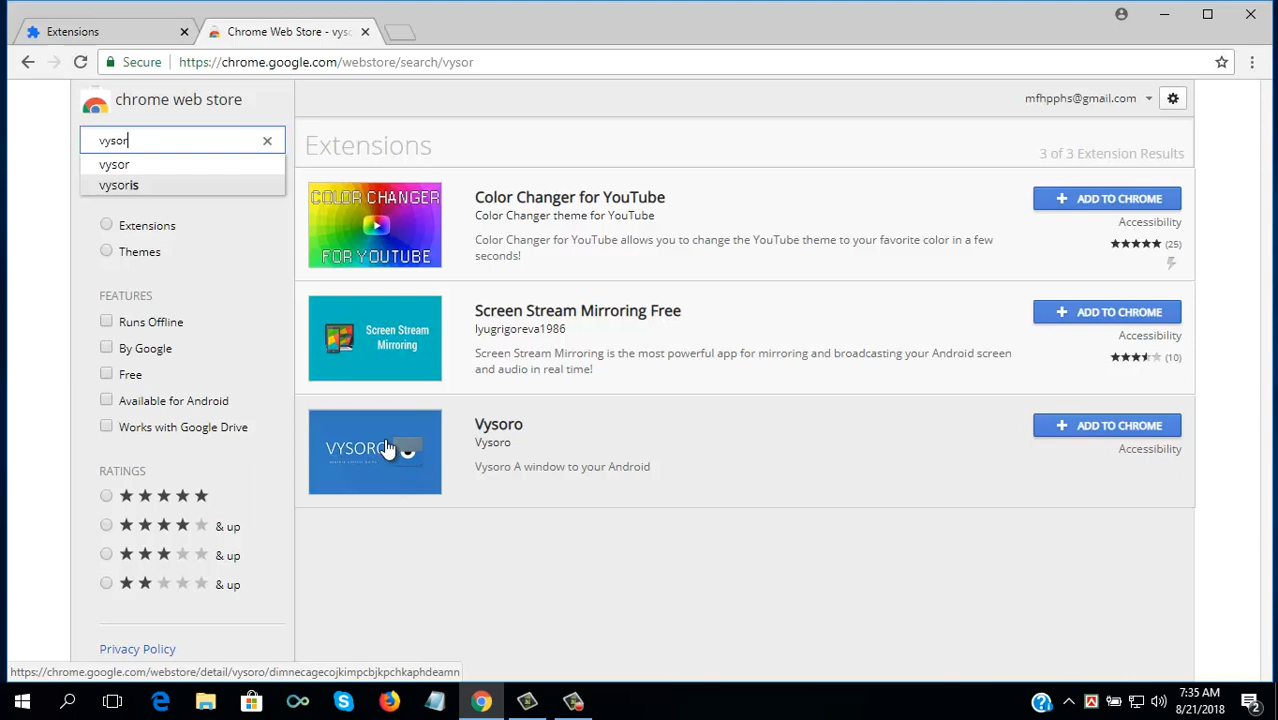 Extensions
Chrome Web Store - vyso
Secure
https://chrome.google.com/webstore/search/vysor
chrome web store
mfhpphs@gmail.com
vysor
vysor
vysoris
Extensions
3 of 3 Extension Results
Extensions
Themes
FEATURES
Runs Offline
By Google
Free
Available for Android
Works with Google Drive
RATINGS
& up
& up
& up
Privacy Policy
COLOR CHANGER
FOR YOUTUBE
Color Changer for YouTube
Color Changer theme for YouTube
Color Changer for YouTube allows you to change the YouTube theme to your favorite color in a few
seconds!
+ ADD TO CHROME
Accessibility
(25)
Screen Stream
Mirroring
Screen Stream Mirroring Free
lyugrigoreva1986
Screen Stream Mirroring is the most powerful app for mirroring and broadcasting your Android screen
and audio in real time!
+ ADD TO CHROME
Accessibility
(10)
VYSORO
Vysoro
Vysoro
Vysoro A window to your Android
+ ADD TO CHROME
Accessibility
https://chrome.google.com/webstore/detail/vysoro/dimnecagecojkimpcbjkpchkaphdeamn
7:35 AM
8/21/2018
2